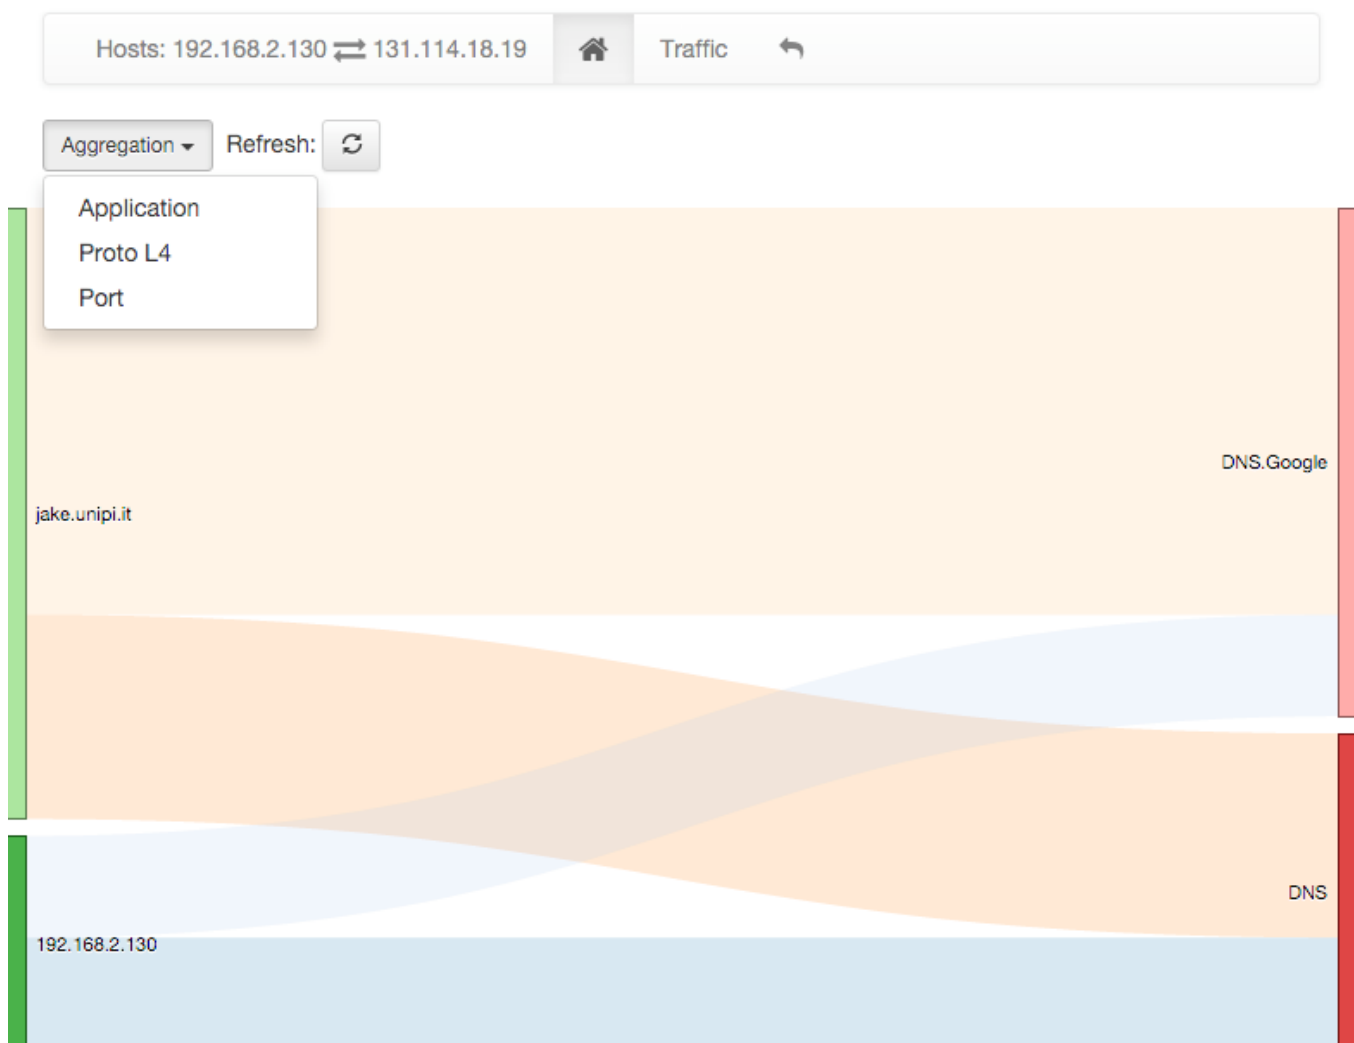 Hosts: 192.168.2.130 ⇄ 131.114.18.19 Traffic
Aggregation Refresh:
Application
Proto L4
Port
DNS.Google
jake.unipi.it
DNS
192.168.2.130